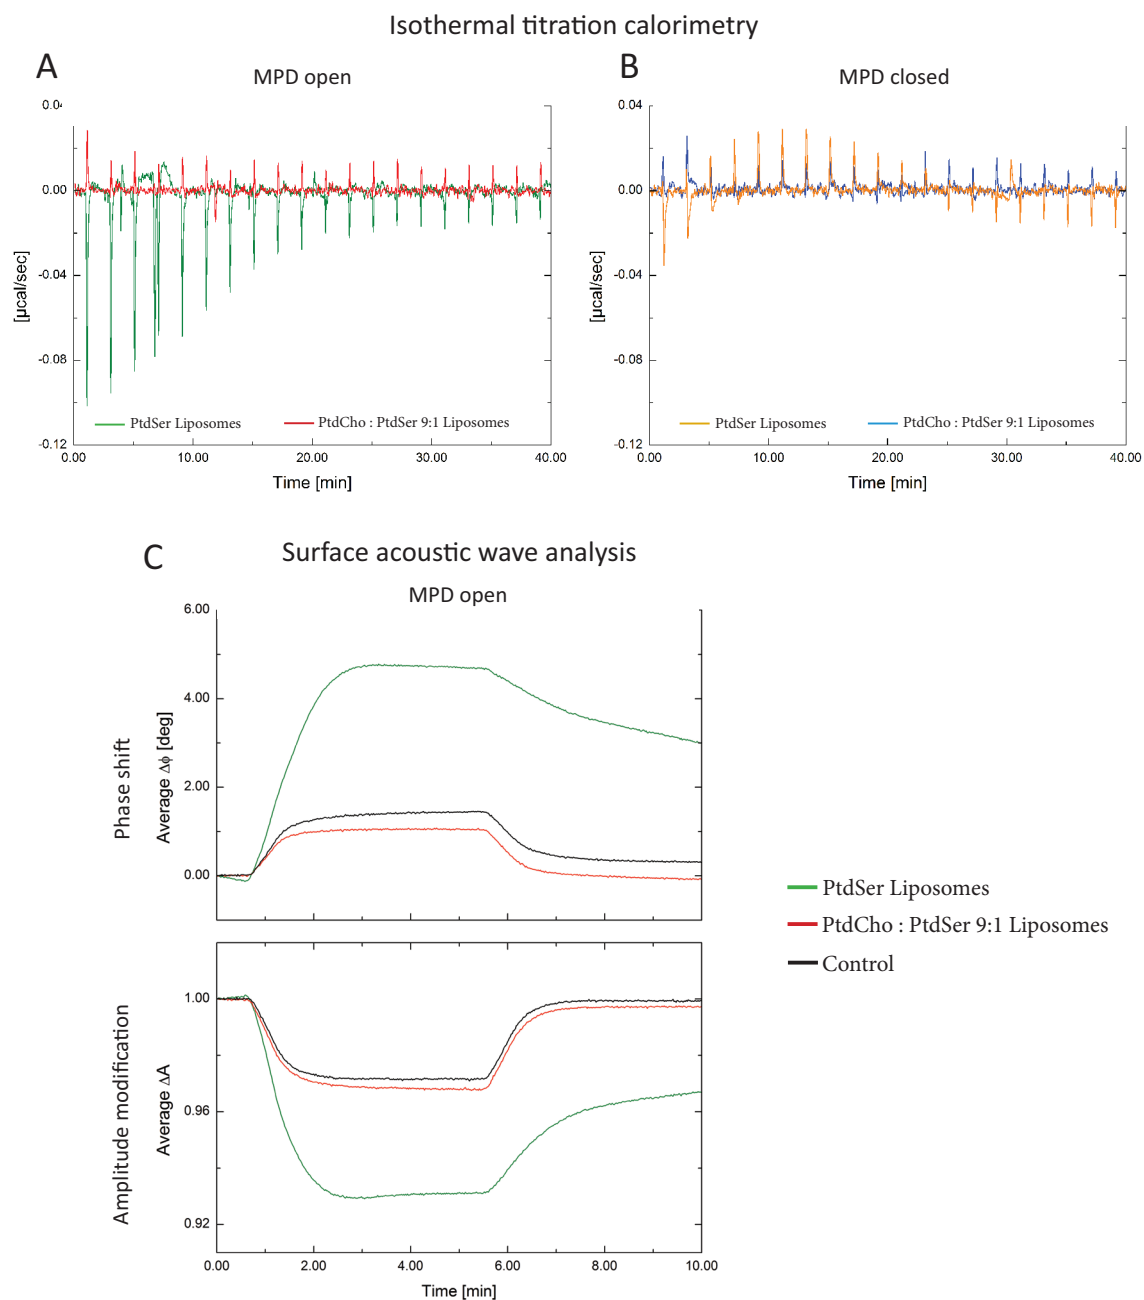 Isothermal titration calorimetry
A
MPD open
0.04
0.00
-0.04
-0.08
-0.12
[µcal/sec]
PtdSer Liposomes
PtdCho : PtdSer 9:1 Liposomes
0.00 10.00 20.00 30.00 40.00
Time [min]
B
MPD closed
0.04
0.00
-0.04
-0.08
-0.12
[µcal/sec]
PtdSer Liposomes
PtdCho : PtdSer 9:1 Liposomes
0.00 10.00 20.00 30.00 40.00
Time [min]
C
Surface acoustic wave analysis
MPD open
Phase shift
Average Δϕ [deg]
6.00
4.00
2.00
0.00
PtdSer Liposomes
PtdCho : PtdSer 9:1 Liposomes
Control
Amplitude modification
Average ΔA
1.00
0.96
0.92
0.00 2.00 4.00 6.00 8.00 10.00
Time [min]